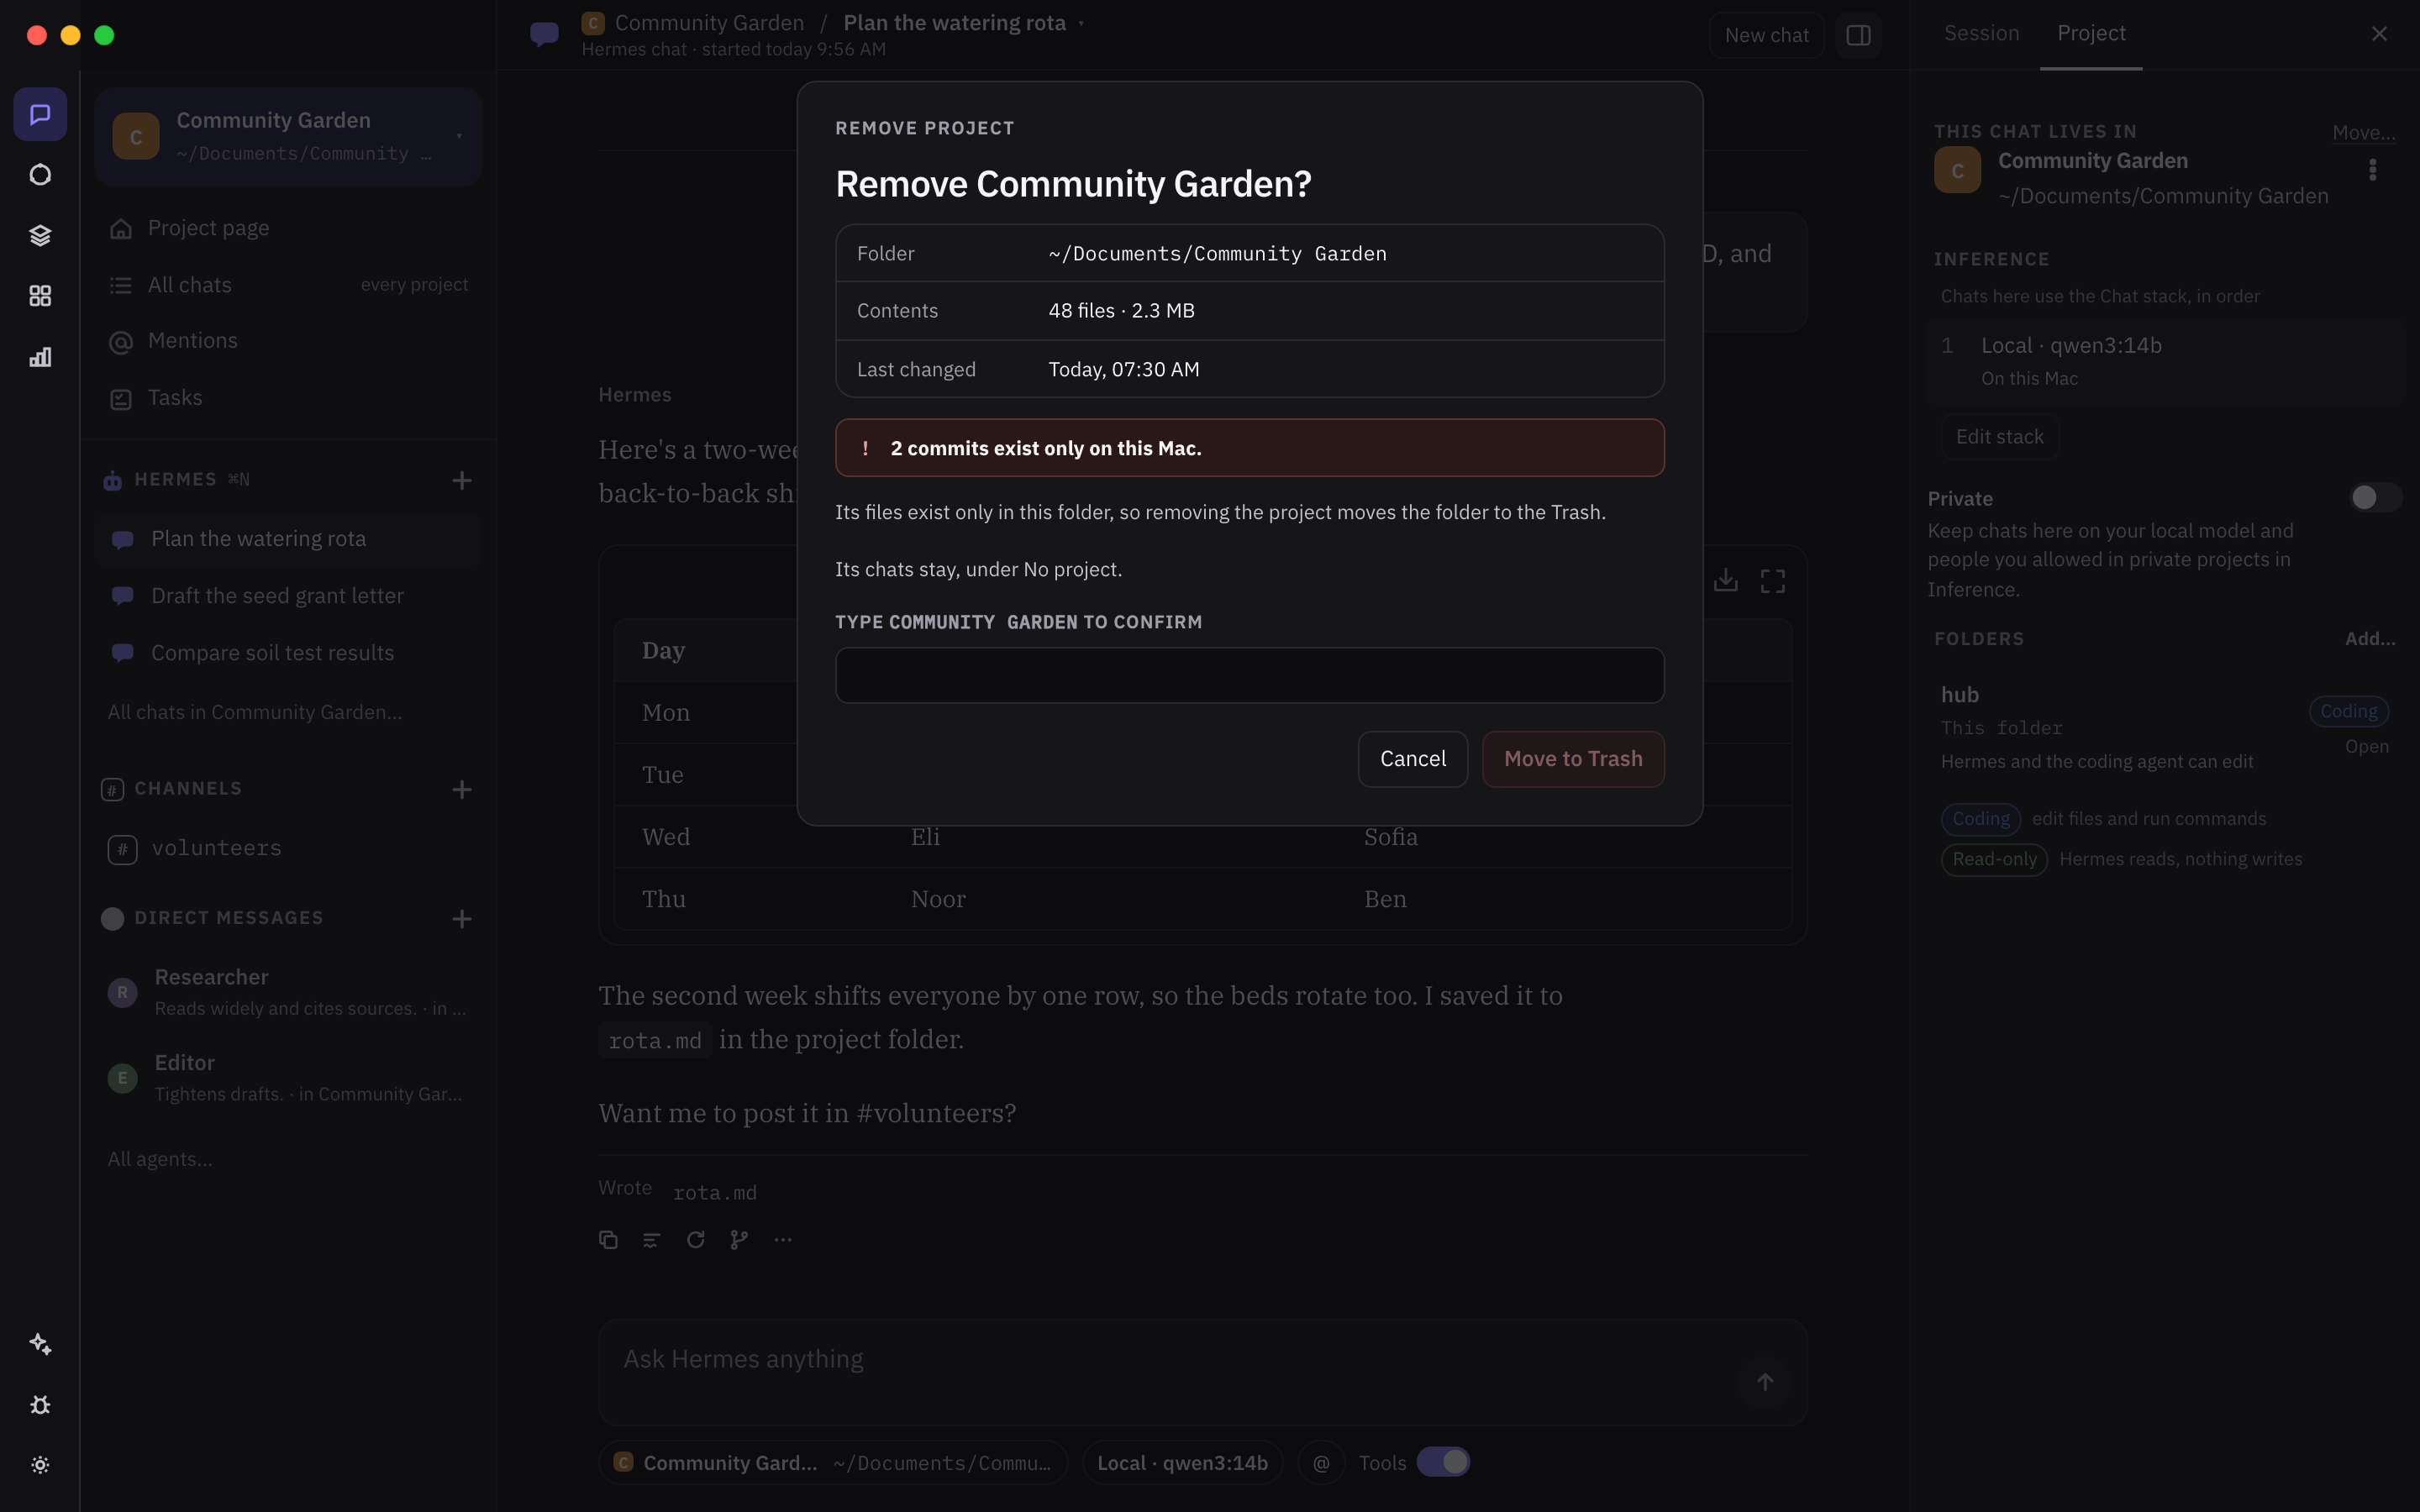 C Community Garden / Plan the watering rota
Hermes chat · started today 9:56 AM
New chat
Session
Project
C
Community Garden
~/Documents/Community …
Project page
All chats
every project
Mentions
Tasks
HERMES ⌘N
Plan the watering rota
Draft the seed grant letter
Compare soil test results
All chats in Community Garden…
# CHANNELS
# volunteers
DIRECT MESSAGES
R
Researcher
Reads widely and cites sources. · in …
E
Editor
Tightens drafts. · in Community Gar…
All agents…
D, and
Hermes
Here's a two-wee
back-to-back sh
Day
Mon
Tue
Wed Eli Sofia
Thu Noor Ben
The second week shifts everyone by one row, so the beds rotate too. I saved it to
rota.md in the project folder.
Want me to post it in #volunteers?
Wrote rota.md
Ask Hermes anything
C Community Gard… ~/Documents/Commu…
Local · qwen3:14b
@
Tools
REMOVE PROJECT
Remove Community Garden?
Folder ~/Documents/Community Garden
Contents 48 files · 2.3 MB
Last changed Today, 07:30 AM
! 2 commits exist only on this Mac.
Its files exist only in this folder, so removing the project moves the folder to the Trash.
Its chats stay, under No project.
TYPE COMMUNITY GARDEN TO CONFIRM
Cancel
Move to Trash
THIS CHAT LIVES IN
Move…
C
Community Garden
~/Documents/Community Garden
INFERENCE
Chats here use the Chat stack, in order
1 Local · qwen3:14b
On this Mac
Edit stack
Private
Keep chats here on your local model and
people you allowed in private projects in
Inference.
FOLDERS
Add…
hub
This folder
Hermes and the coding agent can edit
Coding
Open
Coding edit files and run commands
Read-only Hermes reads, nothing writes